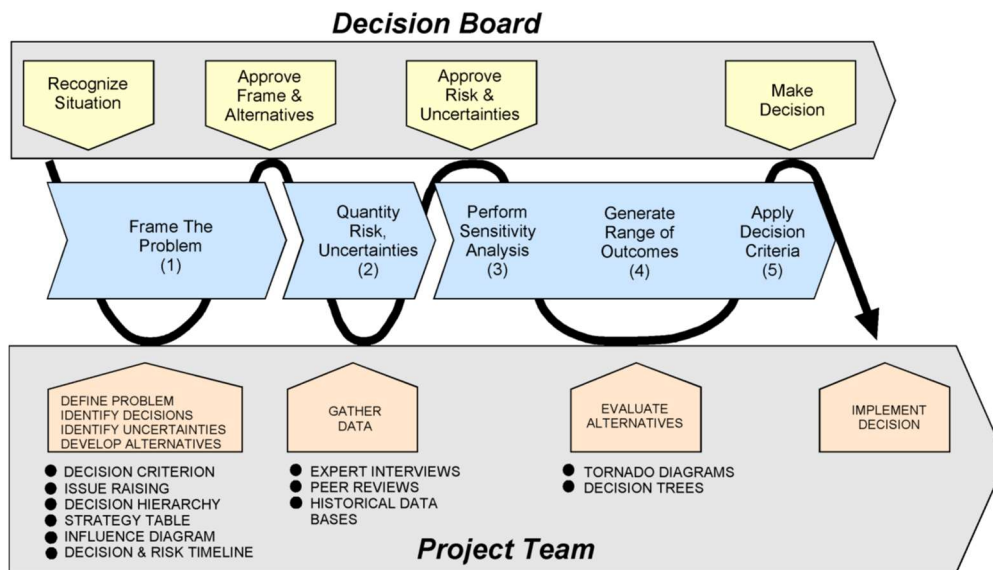 Decision Board
Recognize
Situation
Approve
Frame &
Alternatives
Approve
Risk &
Uncertainties
Make
Decision
Frame The
Problem
(1)
Quantity
Risk,
Uncertainties
(2)
Perform
Sensitivity
Analysis
(3)
Generate
Range of
Outcomes
(4)
Apply
Decision
Criteria
(5)
DEFINE PROBLEM
IDENTIFY DECISIONS
IDENTIFY UNCERTAINTIES
DEVELOP ALTERNATIVES
● DECISION CRITERION
● ISSUE RAISING
● DECISION HIERARCHY
● STRATEGY TABLE
● INFLUENCE DIAGRAM
● DECISION & RISK TIMELINE
GATHER
DATA
● EXPERT INTERVIEWS
● PEER REVIEWS
● HISTORICAL DATA
BASES
EVALUATE
ALTERNATIVES
● TORNADO DIAGRAMS
● DECISION TREES
IMPLEMENT
DECISION
Project Team